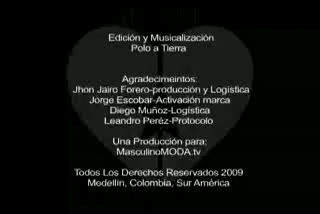 Edición y Musicalización
Polo a Tierra
Agradecimeintos:
Jhon Jairo Forero-producción y Logística
Jorge Escobar-Activación marca
Diego Muñoz-Logística
Leandro Peréz-Protocolo
Una Producción para:
MasculinoMODA.tv
Todos Los Derechos Reservados 2009
Medellín, Colombia, Sur América